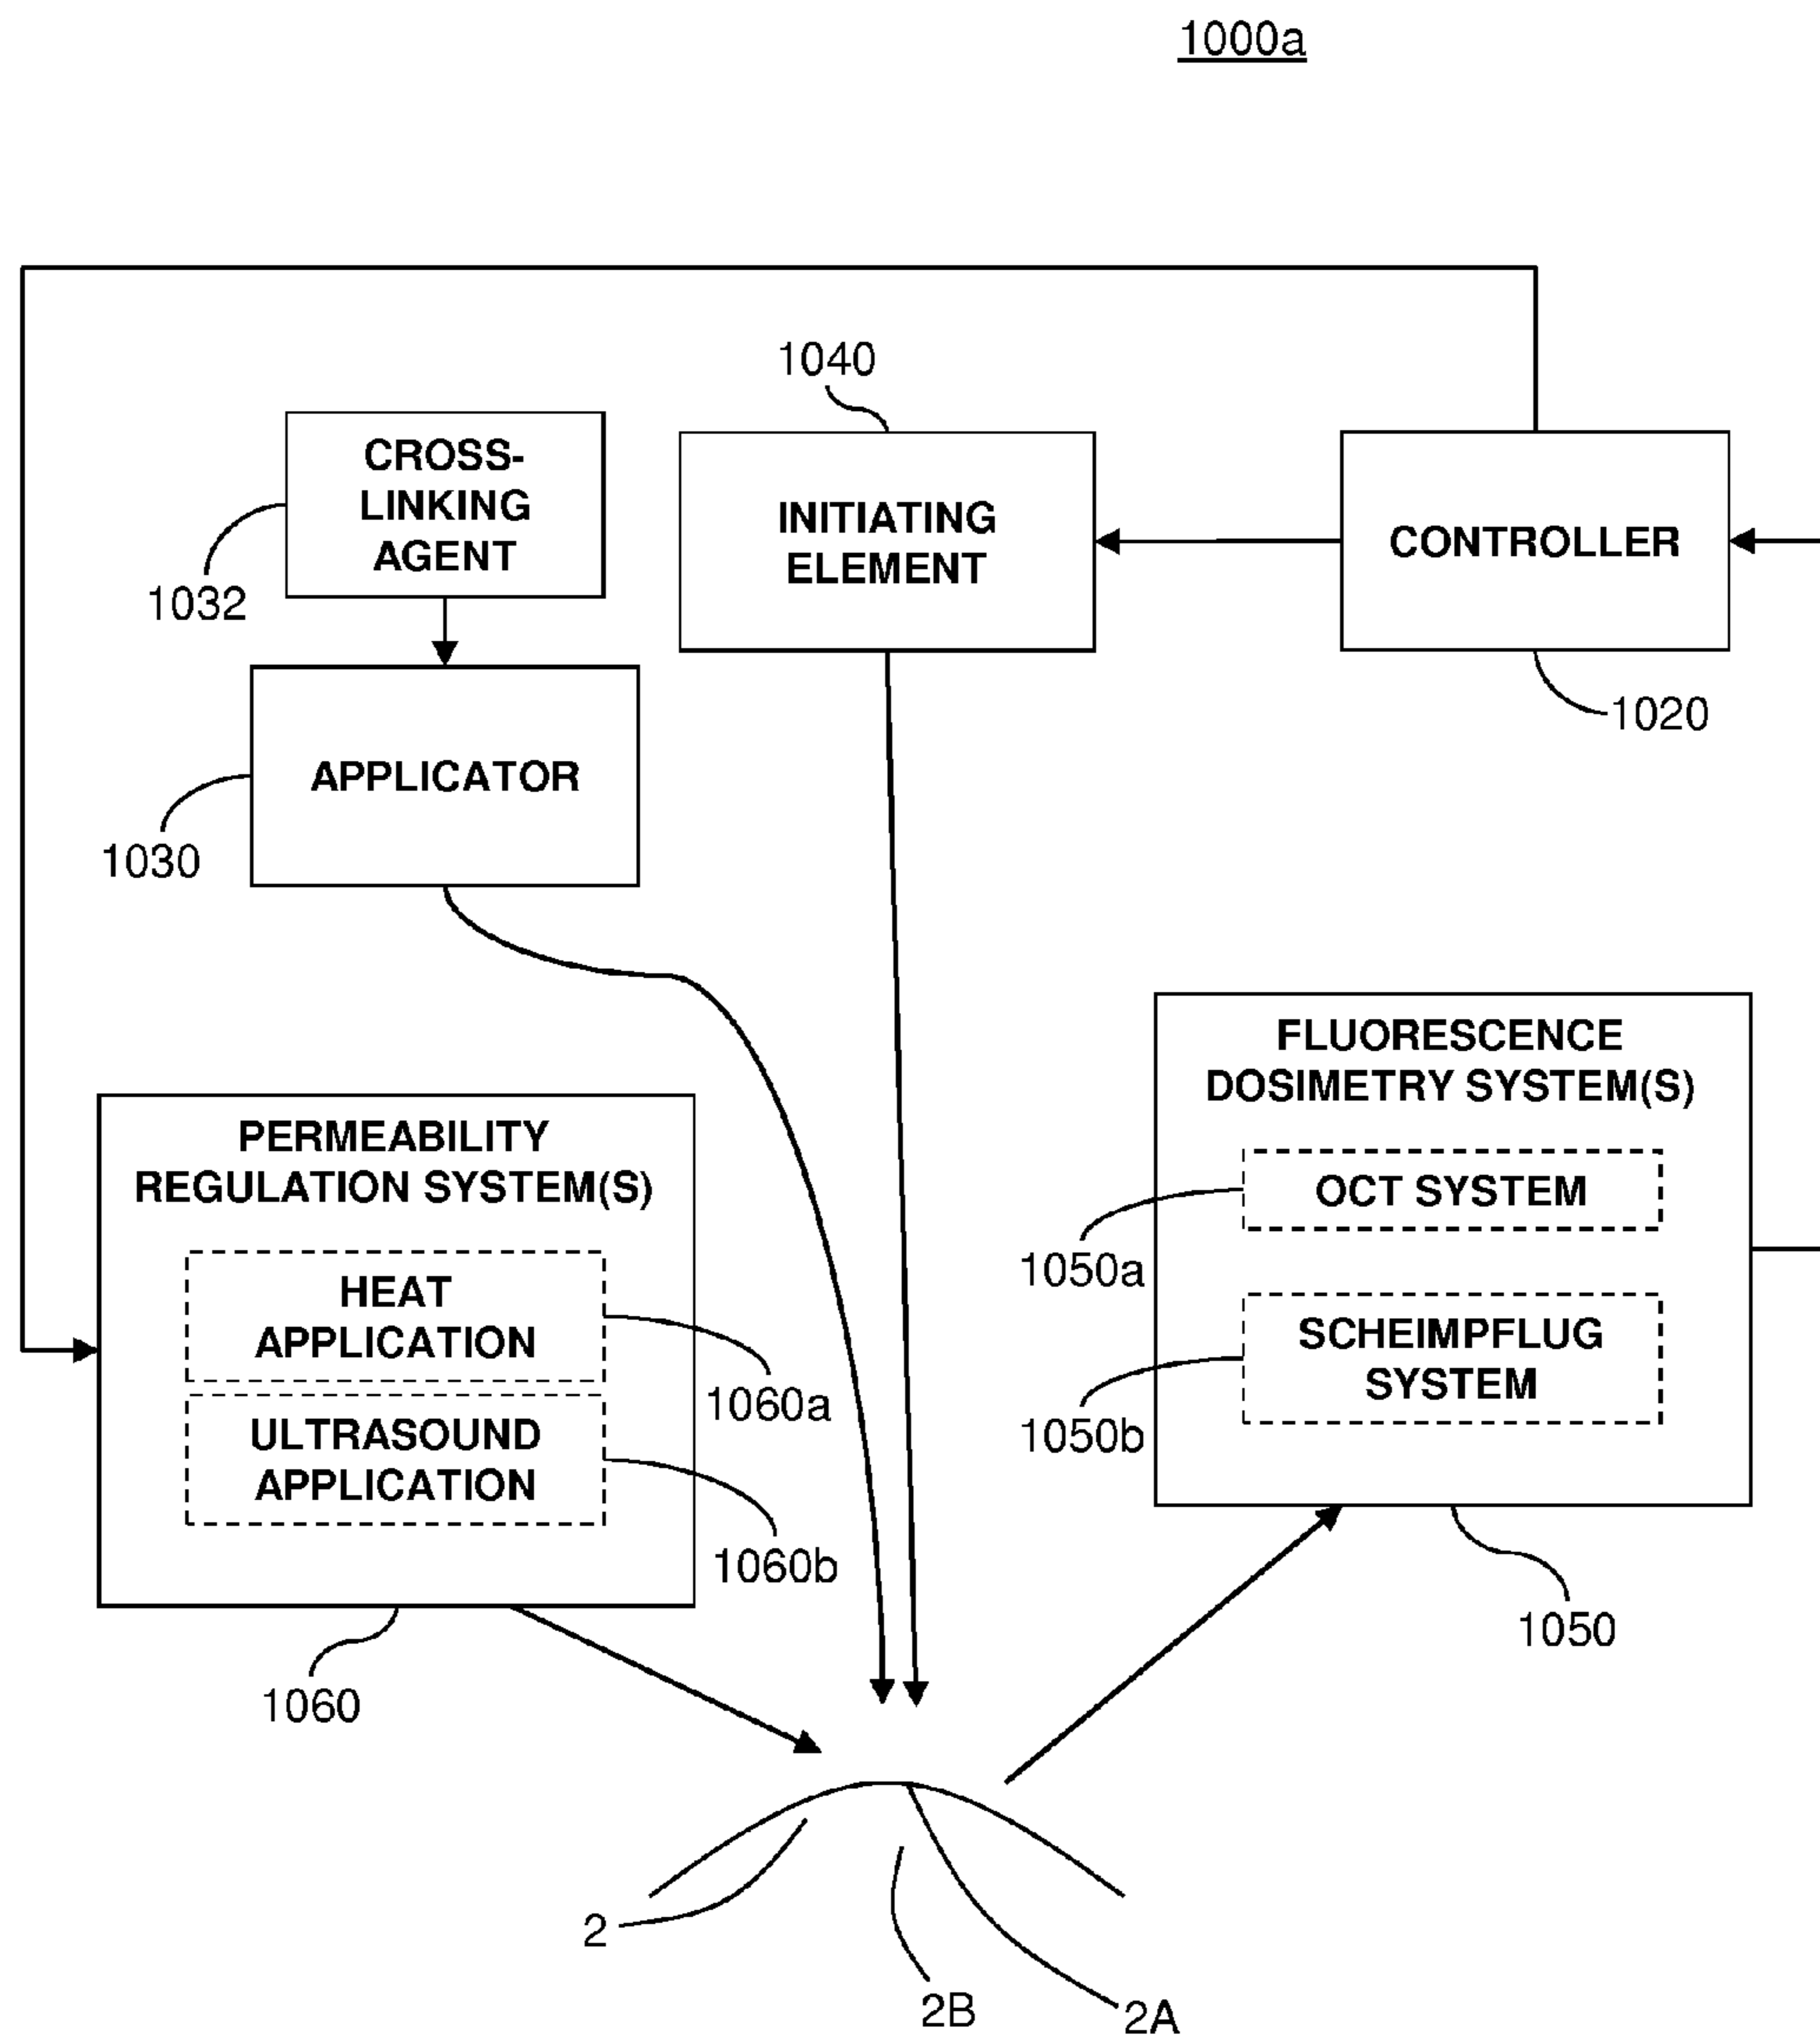 1000a
1040
CROSS-
LINKING
AGENT
1032
INITIATING
ELEMENT
CONTROLLER
1020
APPLICATOR
1030
FLUORESCENCE
DOSIMETRY SYSTEM(S)
OCT SYSTEM
1050a
SCHEIMPFLUG
SYSTEM
1050b
1050
PERMEABILITY
REGULATION SYSTEM(S)
HEAT
APPLICATION
1060a
ULTRASOUND
APPLICATION
1060b
1060
2
2B
2A